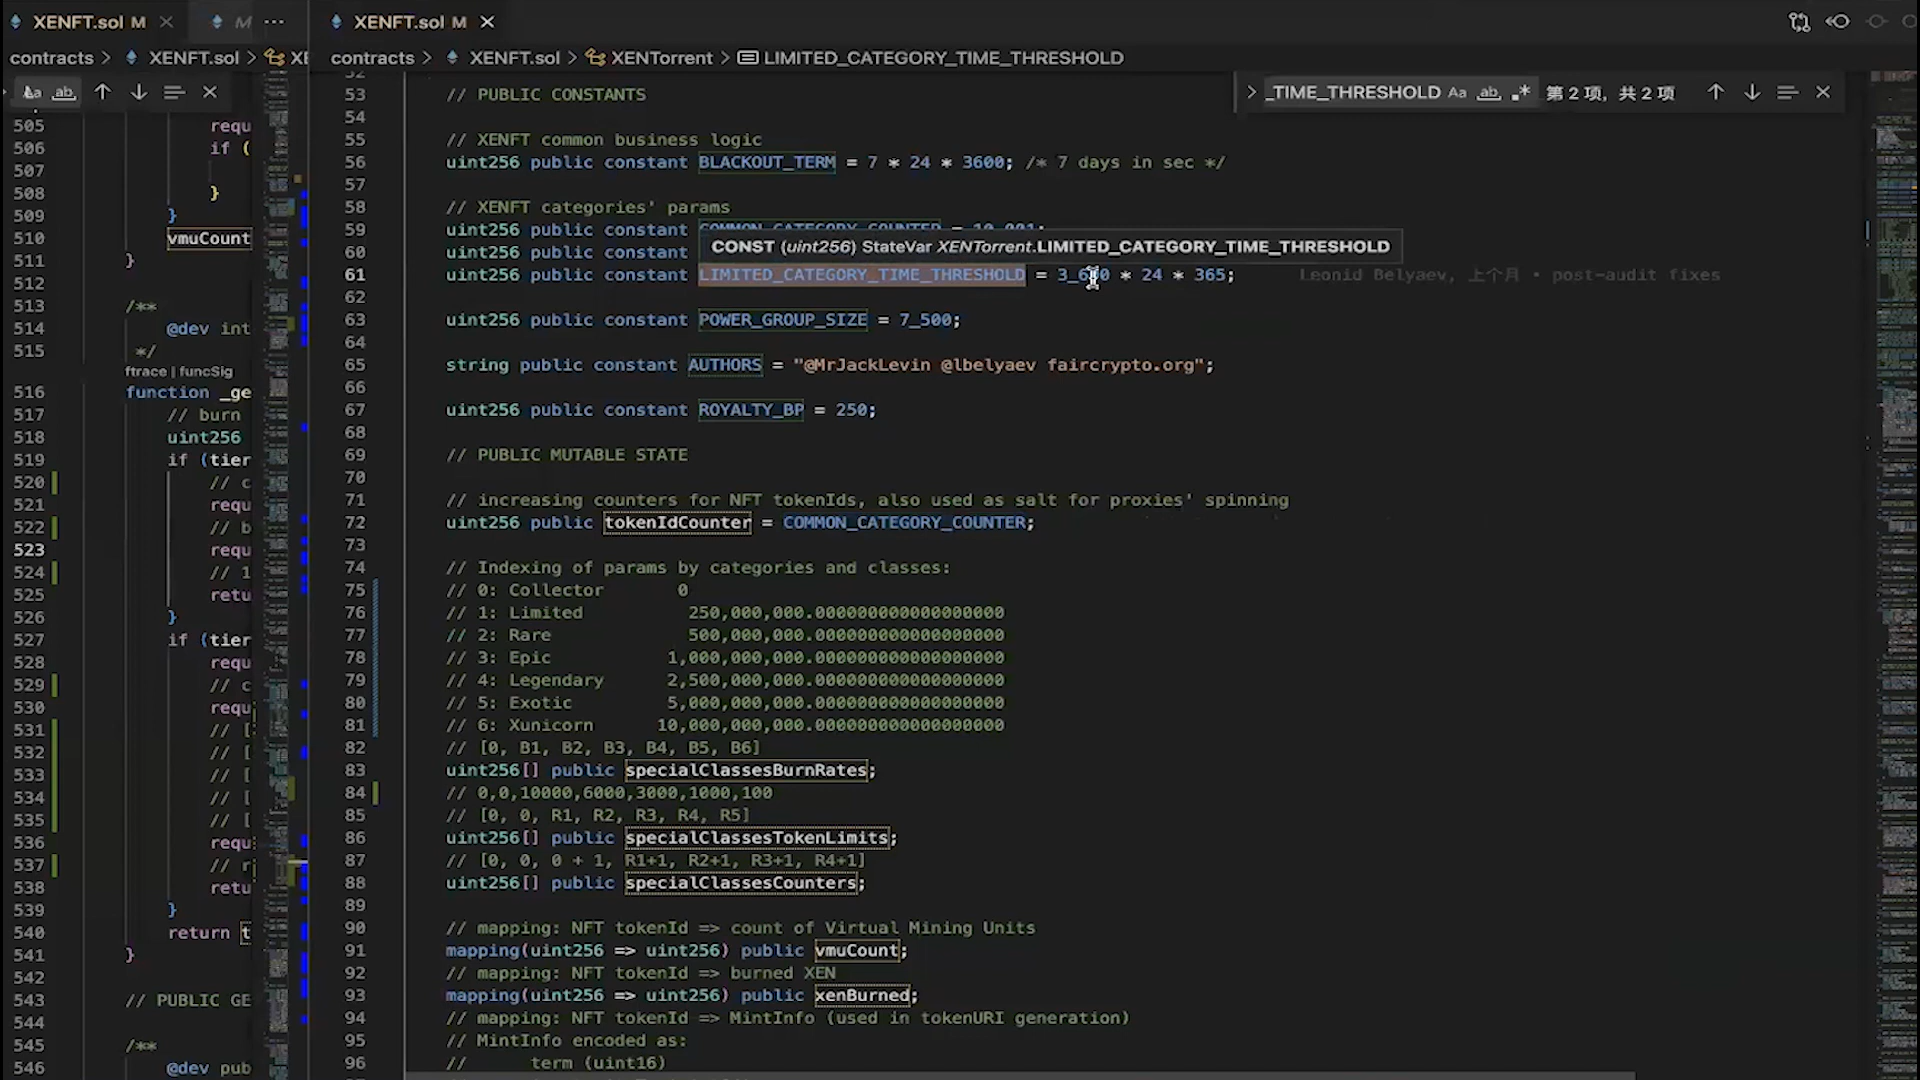 XENFT.sol M
M
XENFT.sol M
contracts > XENFT.sol > XE
contracts > XENFT.sol > XENTorrent > LIMITED_CATEGORY_TIME_THRESHOLD
Aa ab
_TIME_THRESHOLD Aa ab .* 第 2 项, 共 2 项
505 requ
506 if (
507
508 }
509 }
510 vmuCount
511 }
512
513 /**
514 @dev int
515 */
ftrace | funcSig
516 function _ge
517 // burn
518 uint256
519 if (tier
520 // c
521 requ
522 // b
523 requ
524 // 1
525 retu
526 }
527 if (tier
528 requ
529 // c
530 requ
531 // [
532 // [
533 // [
534 // [
535 // [
536 requ
537 // r
538 retu
539 }
540 return t
541 }
542
543 // PUBLIC GE
544
545 /**
546 @dev pub
52
53 // PUBLIC CONSTANTS
54
55 // XENFT common business logic
56 uint256 public constant BLACKOUT_TERM = 7 * 24 * 3600; /* 7 days in sec */
57
58 // XENFT categories' params
59 uint256 public constant COMMON_CATEGORY_COUNTER = 10_001;
60 uint256 public constant
CONST (uint256) StateVar XENTorrent.LIMITED_CATEGORY_TIME_THRESHOLD
61 uint256 public constant LIMITED_CATEGORY_TIME_THRESHOLD = 3_600 * 24 * 365; Leonid Belyaev, 上个月 • post-audit fixes
62
63 uint256 public constant POWER_GROUP_SIZE = 7_500;
64
65 string public constant AUTHORS = "@MrJackLevin @lbelyaev faircrypto.org";
66
67 uint256 public constant ROYALTY_BP = 250;
68
69 // PUBLIC MUTABLE STATE
70
71 // increasing counters for NFT tokenIds, also used as salt for proxies' spinning
72 uint256 public tokenIdCounter = COMMON_CATEGORY_COUNTER;
73
74 // Indexing of params by categories and classes:
75 // 0: Collector 0
76 // 1: Limited 250,000,000.000000000000000000
77 // 2: Rare 500,000,000.000000000000000000
78 // 3: Epic 1,000,000,000.000000000000000000
79 // 4: Legendary 2,500,000,000.000000000000000000
80 // 5: Exotic 5,000,000,000.000000000000000000
81 // 6: Xunicorn 10,000,000,000.000000000000000000
82 // [0, B1, B2, B3, B4, B5, B6]
83 uint256[] public specialClassesBurnRates;
84 // 0,0,10000,6000,3000,1000,100
85 // [0, 0, R1, R2, R3, R4, R5]
86 uint256[] public specialClassesTokenLimits;
87 // [0, 0, 0 + 1, R1+1, R2+1, R3+1, R4+1]
88 uint256[] public specialClassesCounters;
89
90 // mapping: NFT tokenId => count of Virtual Mining Units
91 mapping(uint256 => uint256) public vmuCount;
92 // mapping: NFT tokenId => burned XEN
93 mapping(uint256 => uint256) public xenBurned;
94 // mapping: NFT tokenId => MintInfo (used in tokenURI generation)
95 // MintInfo encoded as:
96 // term (uint16)